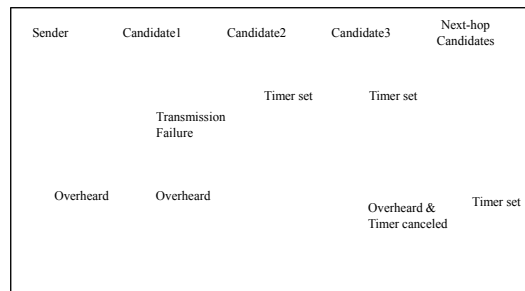 Sender
Candidate1
Candidate2
Candidate3
Next-hop
Candidates
Timer set
Timer set
Transmission
Failure
Overheard
Overheard
Overheard &
Timer canceled
Timer set